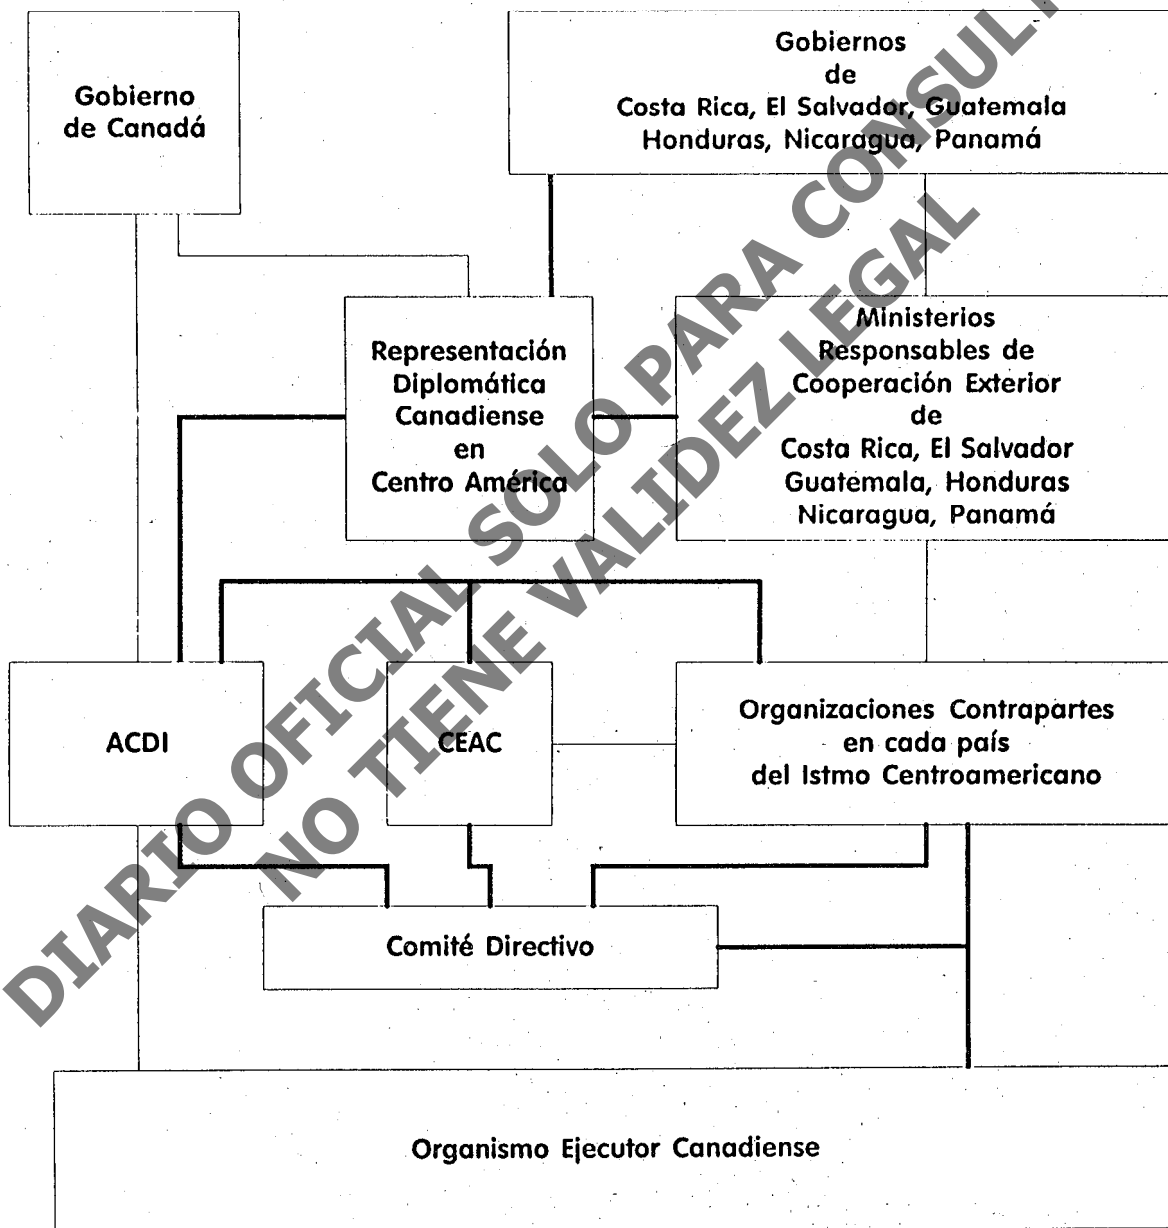 Gobierno
de Canadá
Gobiernos
de
Costa Rica, El Salvador, Guatemala
Honduras, Nicaragua, Panamá
Representación
Diplomática
Canadiense
en
Centro América
Ministerios
Responsables de
Cooperación Exterior
de
Costa Rica, El Salvador
Guatemala, Honduras
Nicaragua, Panamá
ACDI
CEAC
Organizaciones Contrapartes
en cada país
del Istmo Centroamericano
Comité Directivo
Organismo Ejecutor Canadiense
DIARIO OFICIAL SOLO PARA CONSULT
NO TIENE VALIDEZ LEGAL